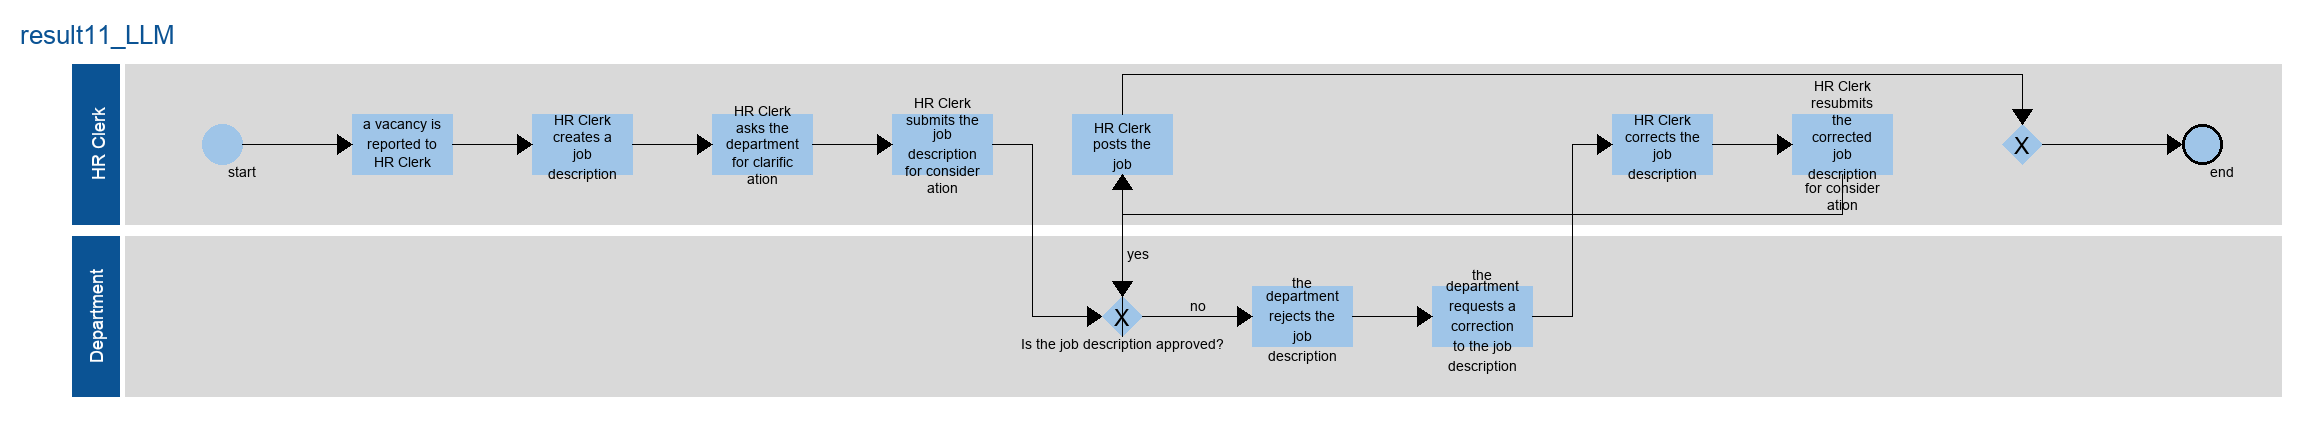 result11_LLM
HR Clerk
start
a vacancy is
reported to
HR Clerk
HR Clerk
creates a
job
description
HR Clerk
asks the
department
for clarific
ation
HR Clerk
submits the
job
description
for consider
ation
HR Clerk
posts the
job
HR Clerk
corrects the
job
description
HR Clerk
resubmits
the
corrected
job
description
for consider
ation
X
end
Department
yes
X
Is the job description approved?
no
the
department
rejects the
job
description
the
department
requests a
correction
to the job
description